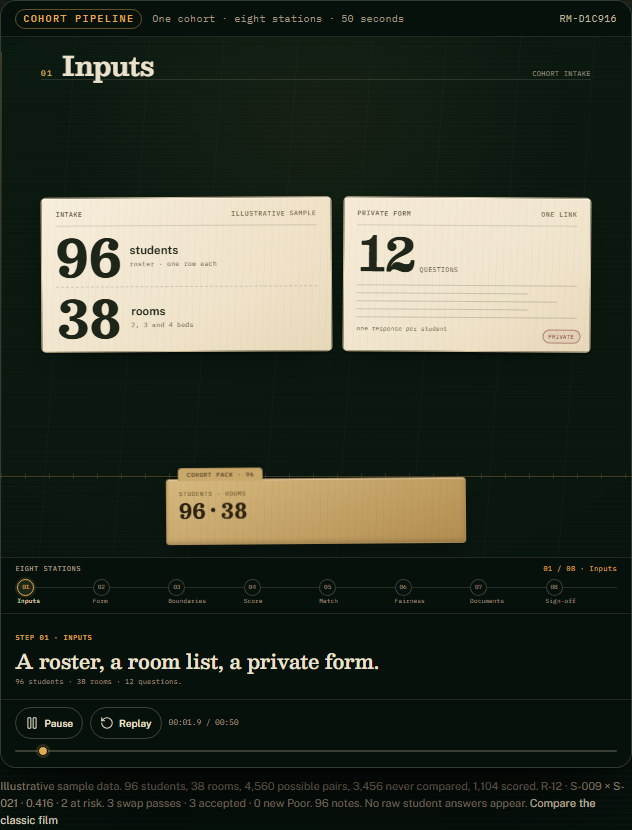 COHORT PIPELINE One cohort · eight stations · 50 seconds RM-D1C916
01 Inputs COHORT INTAKE
INTAKE ILLUSTRATIVE SAMPLE
96 students
roster · one row each
38 rooms
2, 3 and 4 beds
PRIVATE FORM ONE LINK
12 QUESTIONS
one response per student
PRIVATE
COHORT PACK · 96
STUDENTS · ROOMS
96 · 38
EIGHT STATIONS 01 / 08 · Inputs
01 02 03 04 05 06 07 08
Inputs Form Boundaries Score Match Fairness Documents Sign-off
STEP 01 · INPUTS
A roster, a room list, a private form.
96 students · 38 rooms · 12 questions.
Pause Replay 00:01.9 / 00:50
Illustrative sample data. 96 students, 38 rooms, 4,560 possible pairs, 3,456 never compared, 1,104 scored. R-12 · S-009 × S-
021 · 0.416 · 2 at risk. 3 swap passes · 3 accepted · 0 new Poor. 96 notes. No raw student answers appear. Compare the
classic film